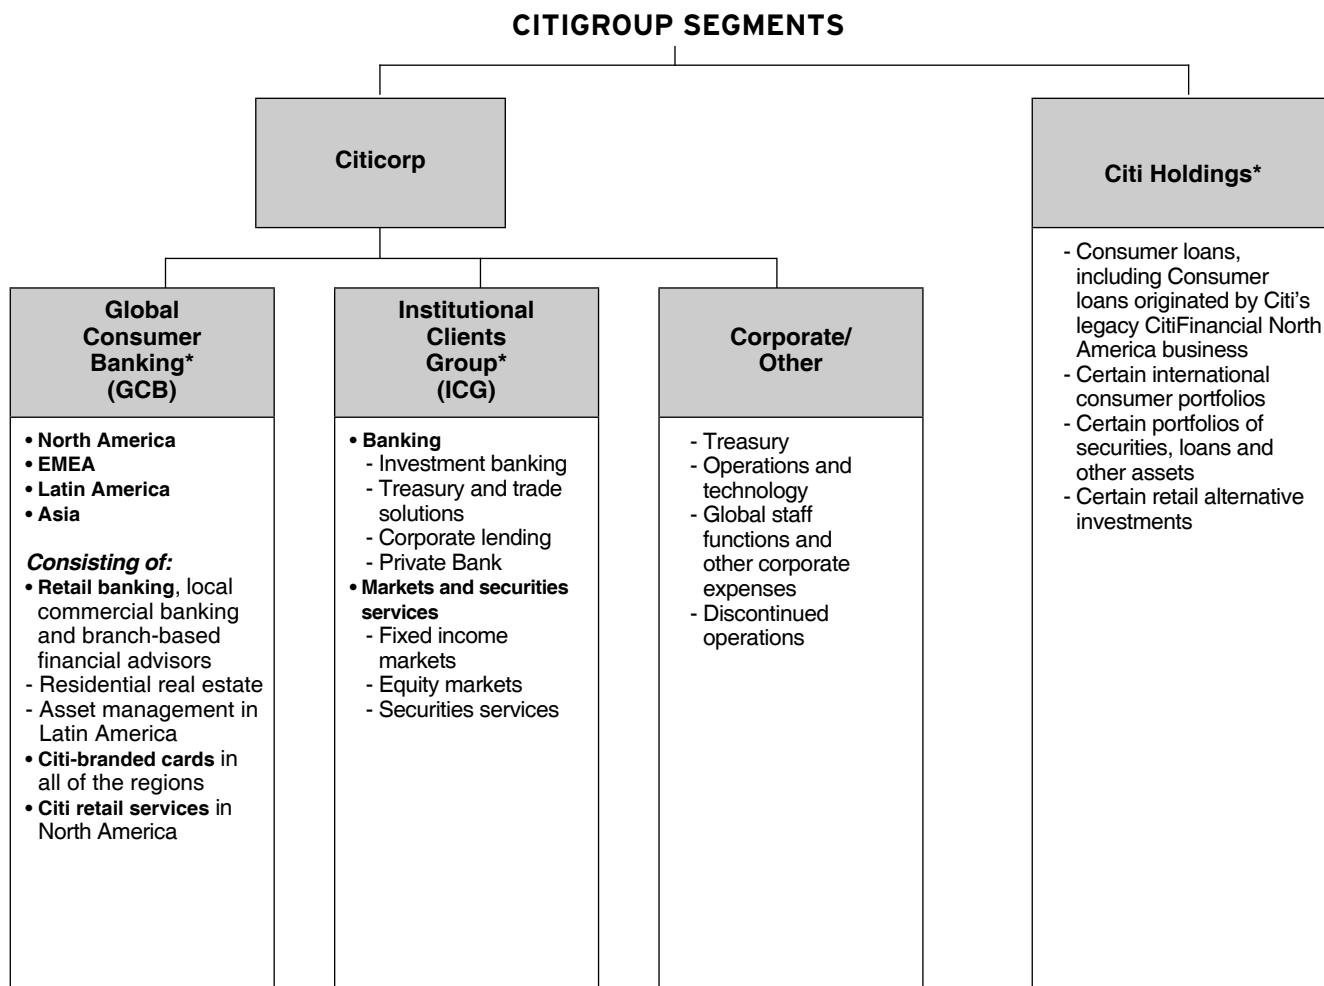 CITIGROUP SEGMENTS
Citicorp
Citi Holdings*
- Consumer loans,
including Consumer
loans originated by Citi’s
legacy CitiFinancial North
America business
- Certain international
consumer portfolios
- Certain portfolios of
securities, loans and
other assets
- Certain retail alternative
investments
Global
Consumer
Banking*
(GCB)
• North America
• EMEA
• Latin America
• Asia
Consisting of:
• Retail banking, local
commercial banking
and branch-based
financial advisors
- Residential real estate
- Asset management in
Latin America
• Citi-branded cards in
all of the regions
• Citi retail services in
North America
Institutional
Clients
Group*
(ICG)
• Banking
- Investment banking
- Treasury and trade
solutions
- Corporate lending
- Private Bank
• Markets and securities
services
- Fixed income
markets
- Equity markets
- Securities services
Corporate/
Other
- Treasury
- Operations and
technology
- Global staff
functions and
other corporate
expenses
- Discontinued
operations